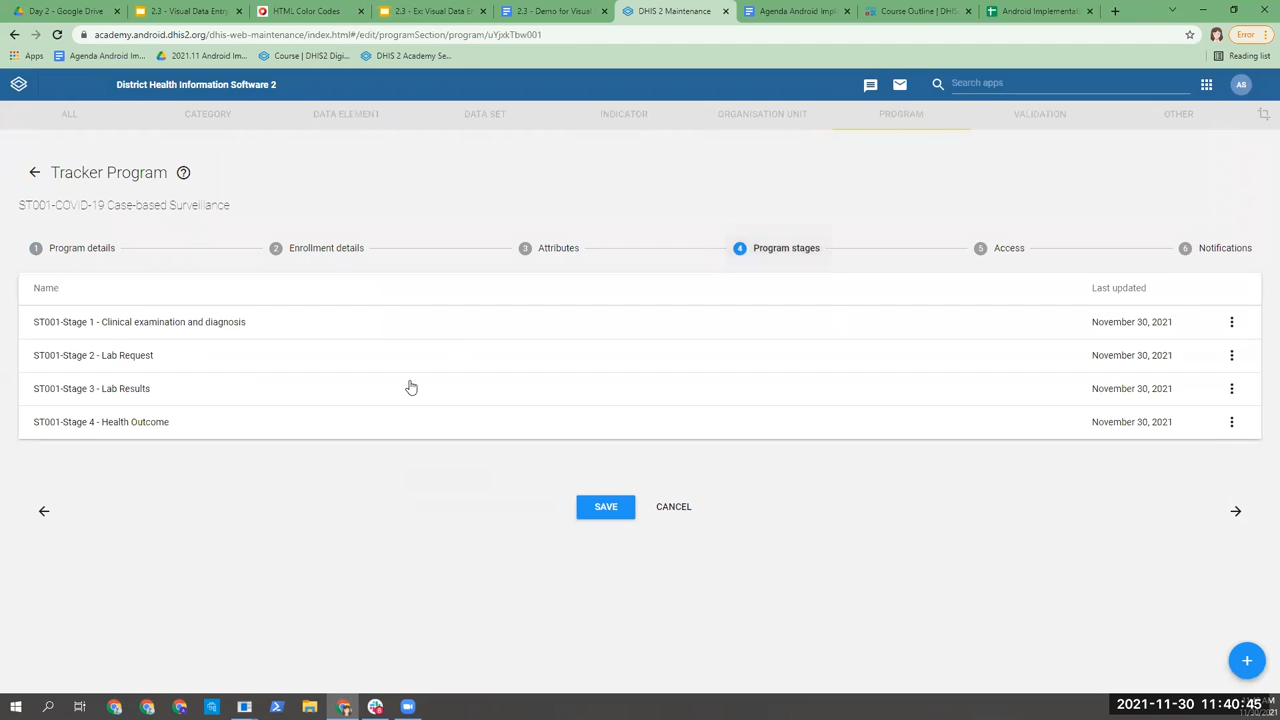 Day 2 - Google Drive
2.3 - Visual Data Entry
HTML Color Codes
2.3 - Ex: Visual Data En
2.3 - Demo for Visual
DHIS 2 Maintenance
Agenda Android Impl
Course Outline | DHIS
Android Implementat
academy.android.dhis2.org/dhis-web-maintenance/index.html#/edit/programSection/program/uYjxkTbw001
Error
Apps
Agenda Android Im...
2021.11 Android Im...
Course | DHIS2 Digi...
DHIS 2 Academy Se...
Reading list
District Health Information Software 2
Search apps
AS
ALL
CATEGORY
DATA ELEMENT
DATA SET
INDICATOR
ORGANISATION UNIT
PROGRAM
VALIDATION
OTHER
Tracker Program
ST001-COVID-19 Case-based Surveillance
1 Program details
2 Enrollment details
3 Attributes
4 Program stages
5 Access
6 Notifications
Name
Last updated
ST001-Stage 1 - Clinical examination and diagnosis
November 30, 2021
ST001-Stage 2 - Lab Request
November 30, 2021
ST001-Stage 3 - Lab Results
November 30, 2021
ST001-Stage 4 - Health Outcome
November 30, 2021
SAVE
CANCEL
2021-11-30 11:40:45